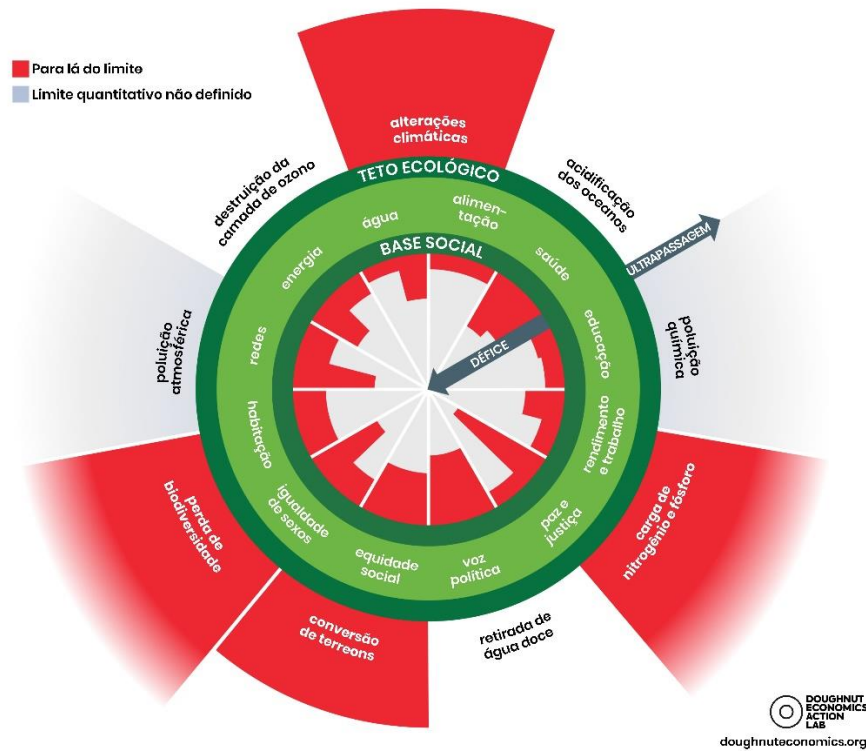 Para lá do limite
Limite quantitativo não definido
alterações
climáticas
destruição da
camada de ozono
acidificação
dos oceanos
TETO ECOLÓGICO
ULTRAPASSAGEM
poluição
atmosférica
poluição
química
alimen-
tação
água
energia
saúde
BASE SOCIAL
redes
educação
DÉFICE
habitação
rendimento
e trabalho
igualdade
de sexos
paz e
justiça
equidade
social
voz
política
perda de
biodiversidade
carga de
nitrogénio e fósforo
conversão
de terreons
retirada de
água doce
DOUGHNUT
ECONOMICS
ACTION
LAB
doughnuteconomics.org